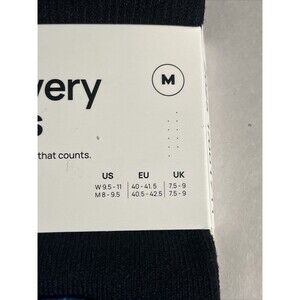 M
very
s
that counts.
US EU UK
W 9.5 - 11 40 - 41.5 7.5 - 9
M 8 - 9.5 40.5 - 42.5 7.5 - 9